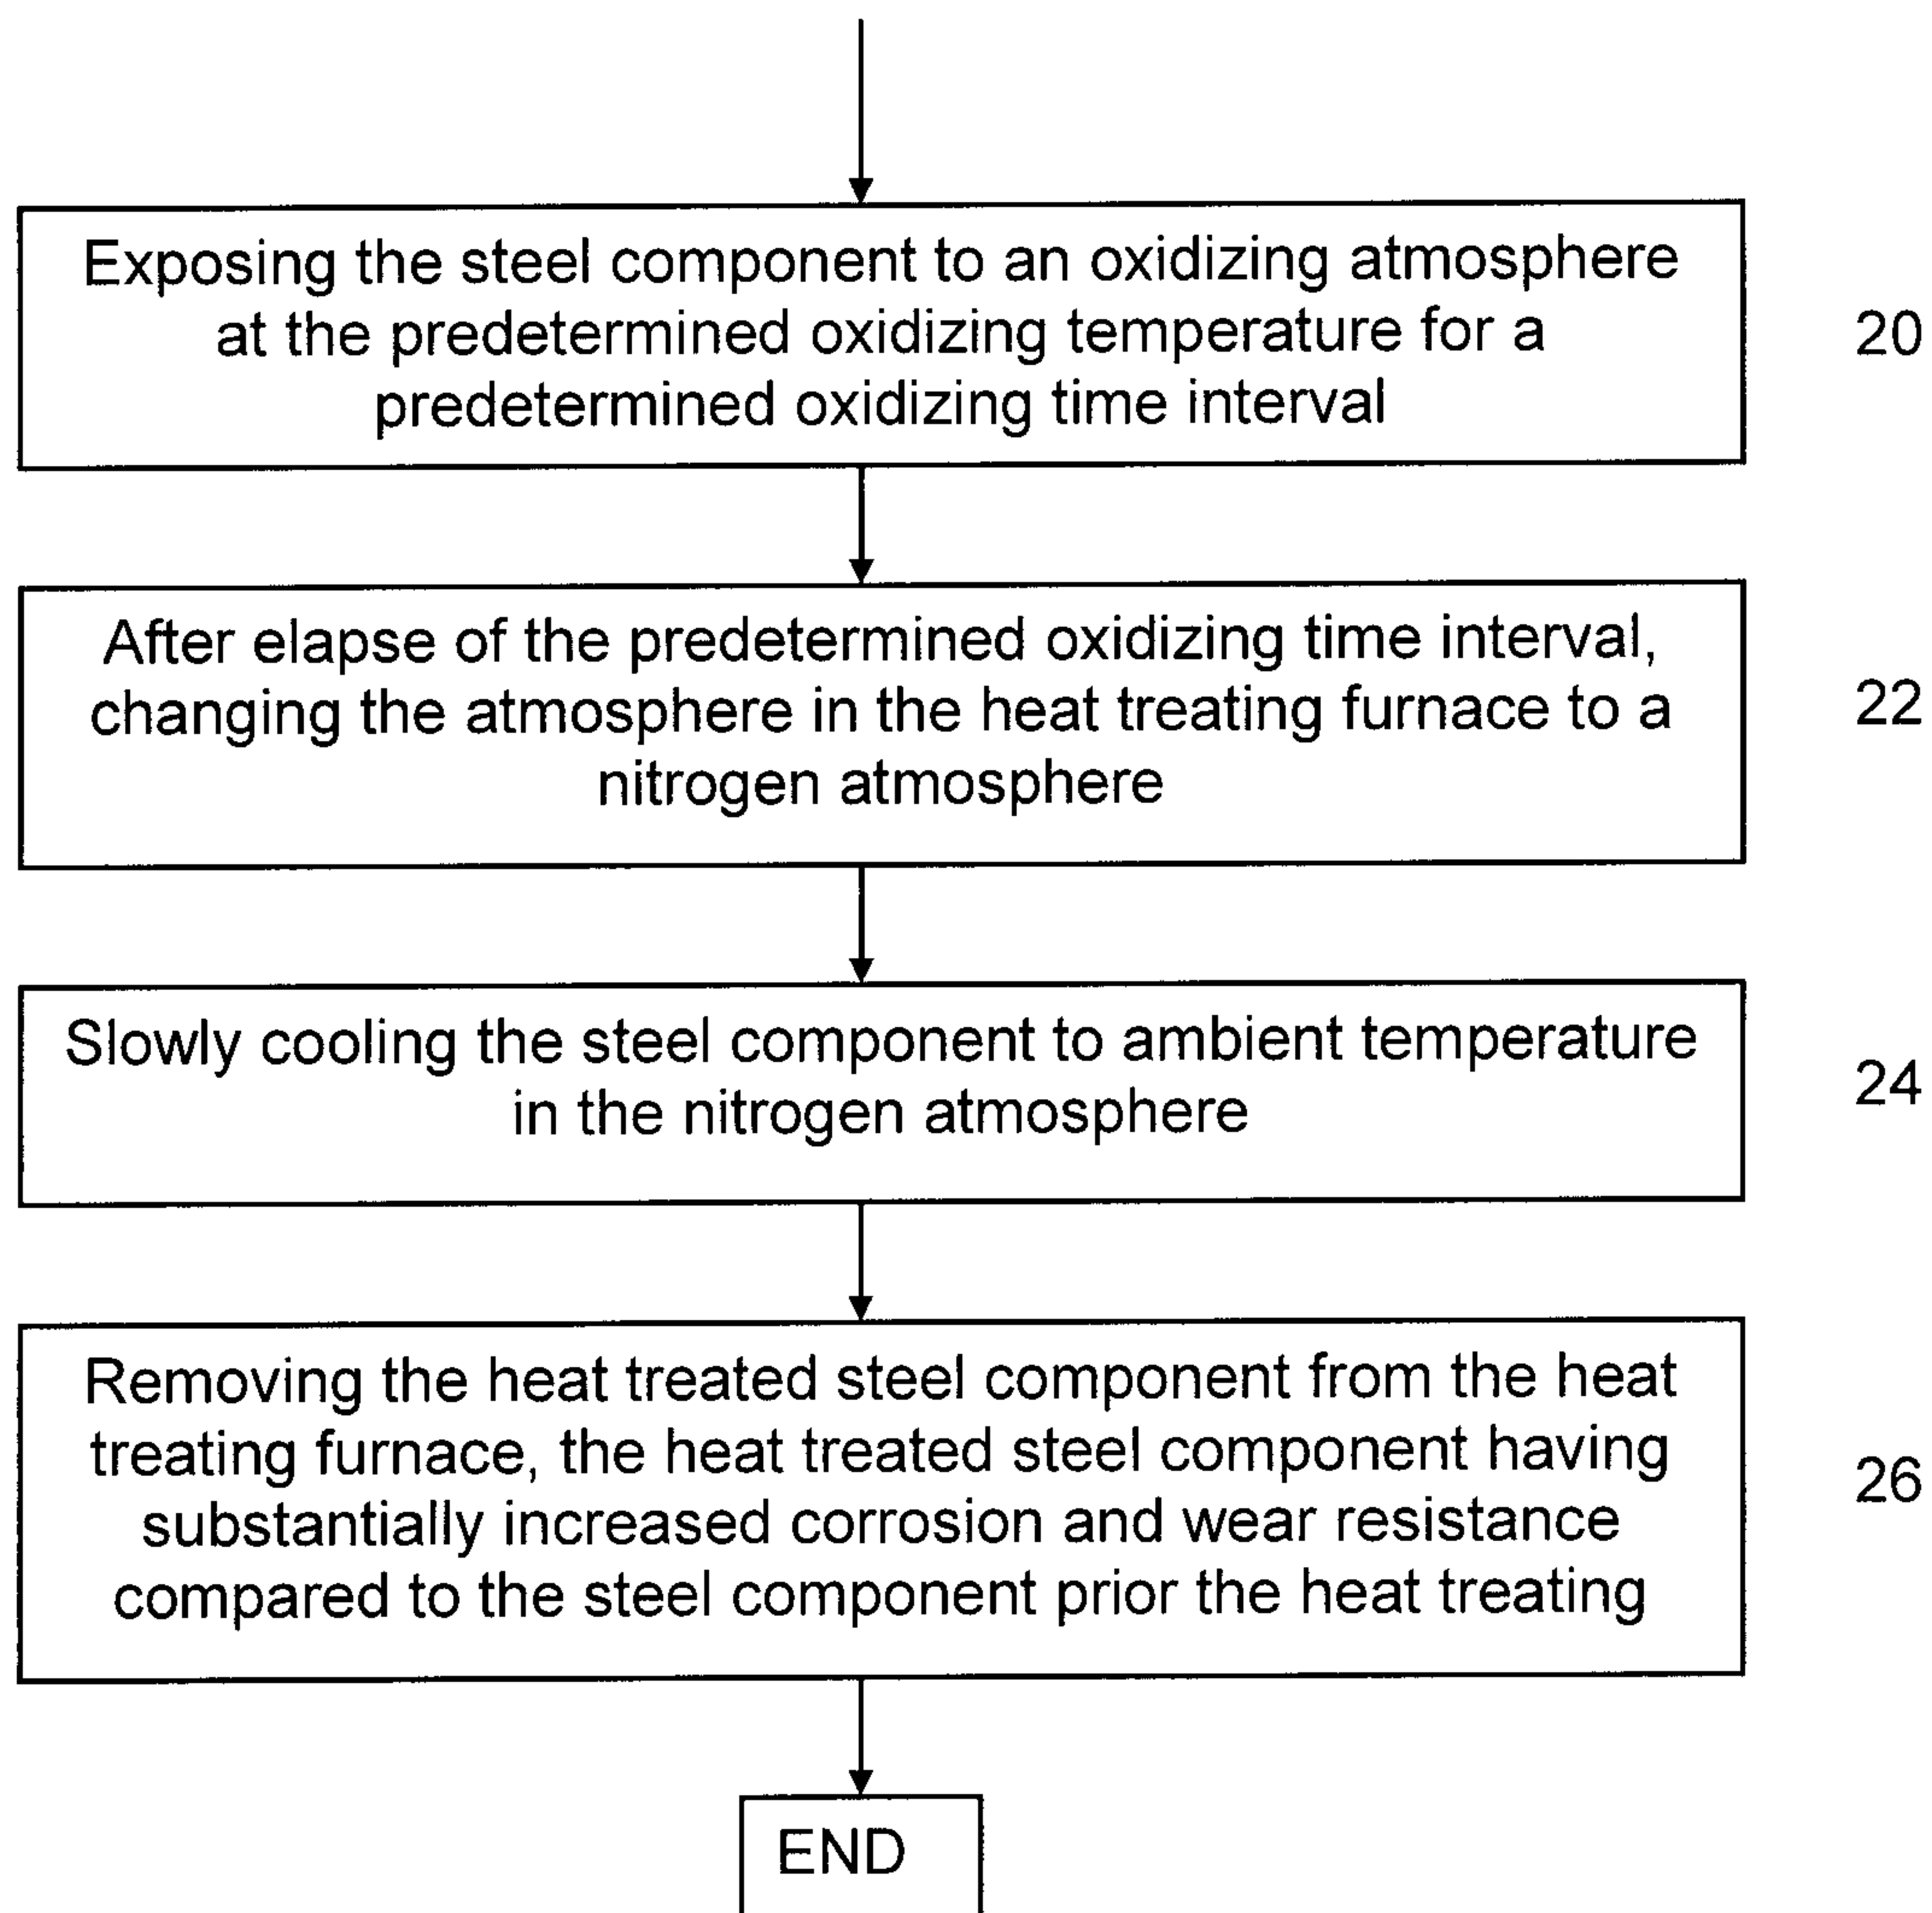 Exposing the steel component to an oxidizing atmosphere
at the predetermined oxidizing temperature for a
predetermined oxidizing time interval
20
After elapse of the predetermined oxidizing time interval,
changing the atmosphere in the heat treating furnace to a
nitrogen atmosphere
22
Slowly cooling the steel component to ambient temperature
in the nitrogen atmosphere
24
Removing the heat treated steel component from the heat
treating furnace, the heat treated steel component having
substantially increased corrosion and wear resistance
compared to the steel component prior the heat treating
26
END